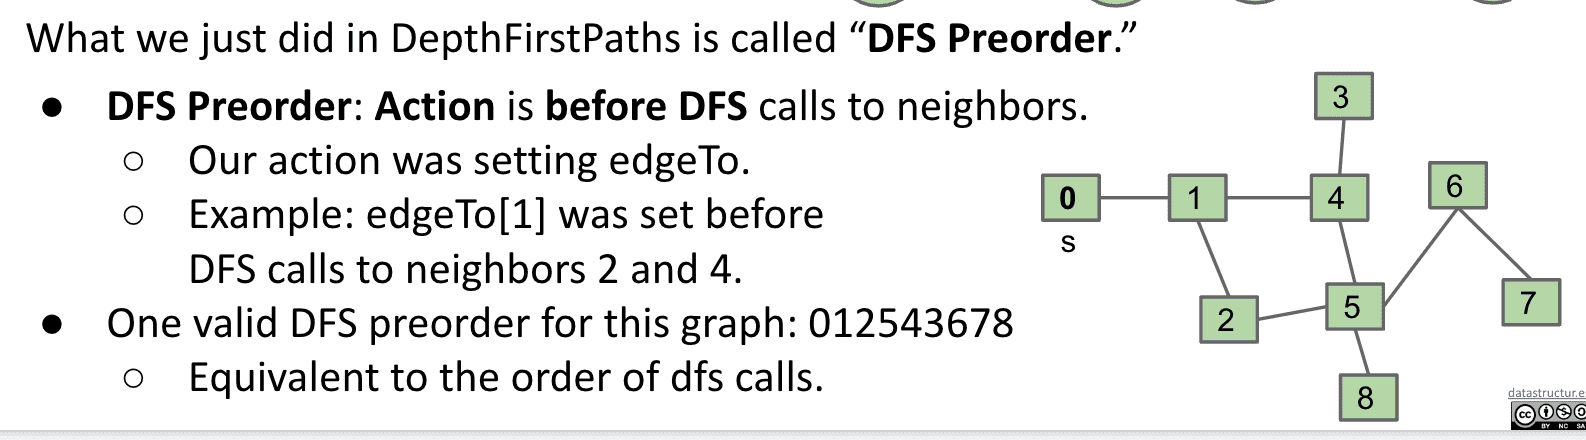 What we just did in DepthFirstPaths is called “DFS Preorder.”
● DFS Preorder: Action is before DFS calls to neighbors.
○ Our action was setting edgeTo.
○ Example: edgeTo[1] was set before
DFS calls to neighbors 2 and 4.
● One valid DFS preorder for this graph: 012543678
○ Equivalent to the order of dfs calls.
3
0
1
4
6
s
2
5
7
8
datastructur.e
CC
BY NC SA